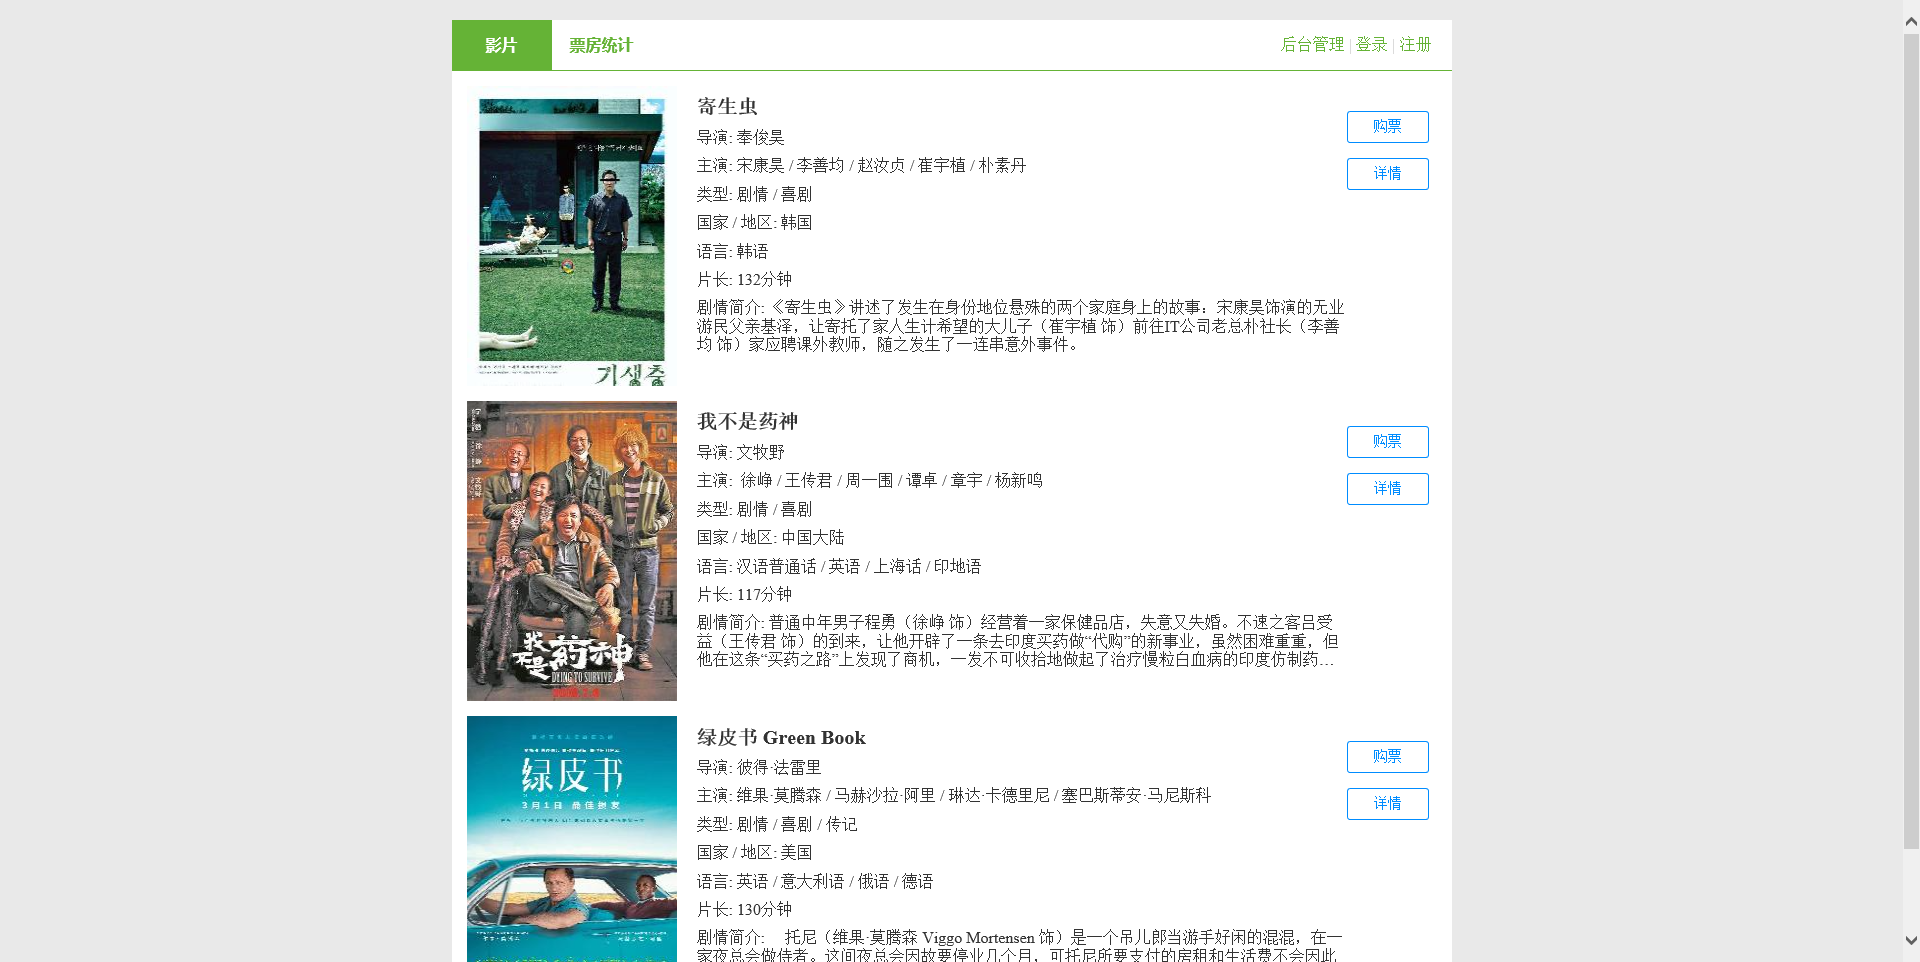 影片 票房统计 后台管理 | 登录 | 注册
寄生虫
导演: 奉俊昊
主演: 宋康昊 / 李善均 / 赵汝贞 / 崔宇植 / 朴素丹
类型: 剧情 / 喜剧
国家 / 地区: 韩国
语言: 韩语
片长: 132分钟
剧情简介: 《寄生虫》讲述了发生在身份地位悬殊的两个家庭身上的故事：宋康昊饰演的无业
游民父亲基泽，让寄托了家人生计希望的大儿子（崔宇植 饰）前往IT公司老总朴社长（李善
均 饰）家应聘课外教师，随之发生了一连串意外事件。
购票
详情
기생충
我不是药神
导演: 文牧野
主演: 徐峥 / 王传君 / 周一围 / 谭卓 / 章宇 / 杨新鸣
类型: 剧情 / 喜剧
国家 / 地区: 中国大陆
语言: 汉语普通话 / 英语 / 上海话 / 印地语
片长: 117分钟
剧情简介: 普通中年男子程勇（徐峥 饰）经营着一家保健品店，失意又失婚。不速之客吕受
益（王传君 饰）的到来，让他开辟了一条去印度买药做“代购”的新事业，虽然困难重重，但
他在这条“买药之路”上发现了商机，一发不可收拾地做起了治疗慢粒白血病的印度仿制药...
购票
详情
我不是药神
DYING TO SURVIVE
绿皮书 Green Book
导演: 彼得·法雷里
主演: 维果·莫腾森 / 马赫沙拉·阿里 / 琳达·卡德里尼 / 塞巴斯蒂安·马尼斯科
类型: 剧情 / 喜剧 / 传记
国家 / 地区: 美国
语言: 英语 / 意大利语 / 俄语 / 德语
片长: 130分钟
剧情简介: 托尼（维果·莫腾森 Viggo Mortensen 饰）是一个吊儿郎当游手好闲的混混，在一
家夜总会做侍者。这间夜总会因故要停业几个月，可托尼所要支付的房租和生活费不会因此
购票
详情
绿皮书
3月1日